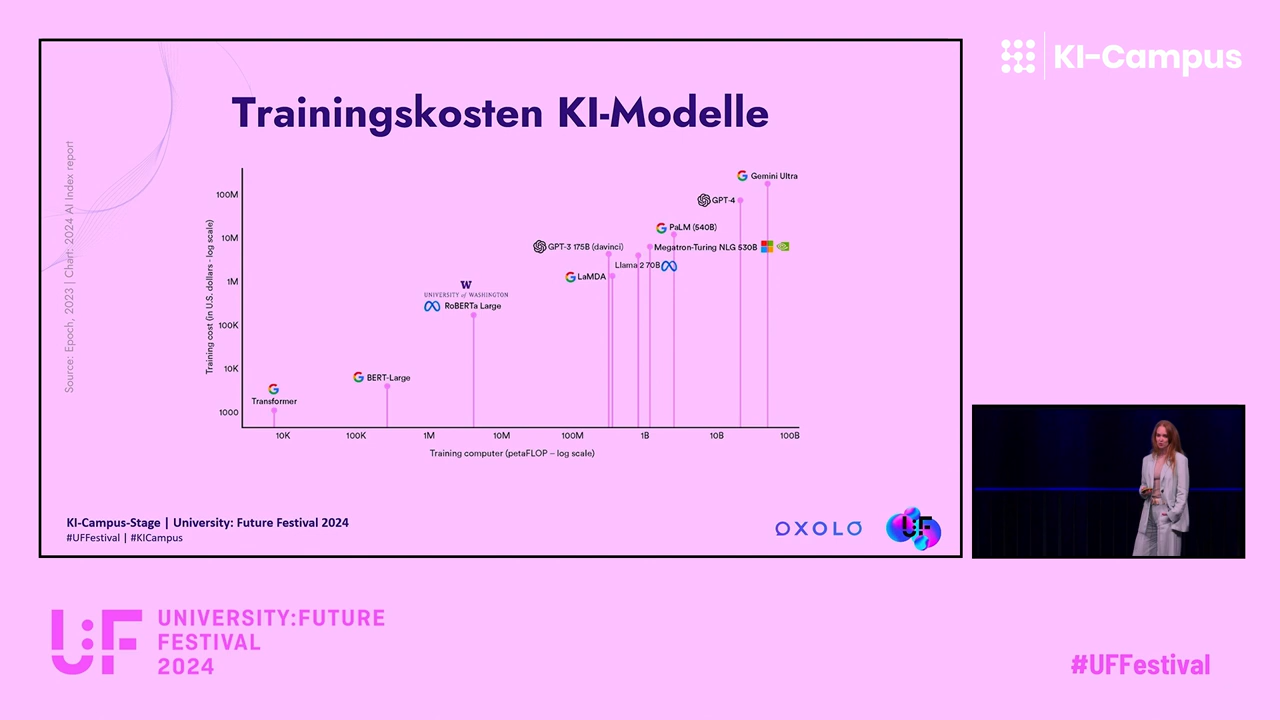 KI-Campus
Trainingskosten KI-Modelle
Source: Epoch, 2023 | Chart: 2024 AI Index report
Training cost (in U.S. dollars - log scale)
100M
10M
1M
100K
10K
1000
Gemini Ultra
GPT-4
PaLM (540B)
GPT-3 175B (davinci)
Megatron-Turing NLG 530B
Llama 2 70B
LaMDA
W
UNIVERSITY of WASHINGTON
RoBERTa Large
BERT-Large
Transformer
10K
100K
1M
10M
100M
1B
10B
100B
Training computer (petaFLOP – log scale)
KI-Campus-Stage | University: Future Festival 2024
#UFFestival | #KICampus
OXOLO
U:F
U:F
UNIVERSITY:FUTURE
FESTIVAL
2024
#UFFestival